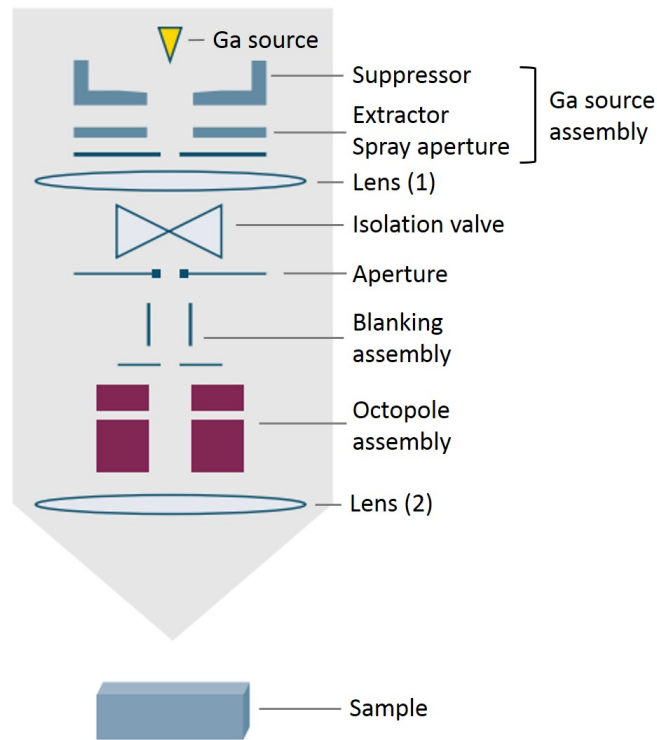 Ga source
Suppressor
Extractor
Spray aperture
Ga source
assembly
Lens (1)
Isolation valve
Aperture
Blanking
assembly
Octopole
assembly
Lens (2)
Sample